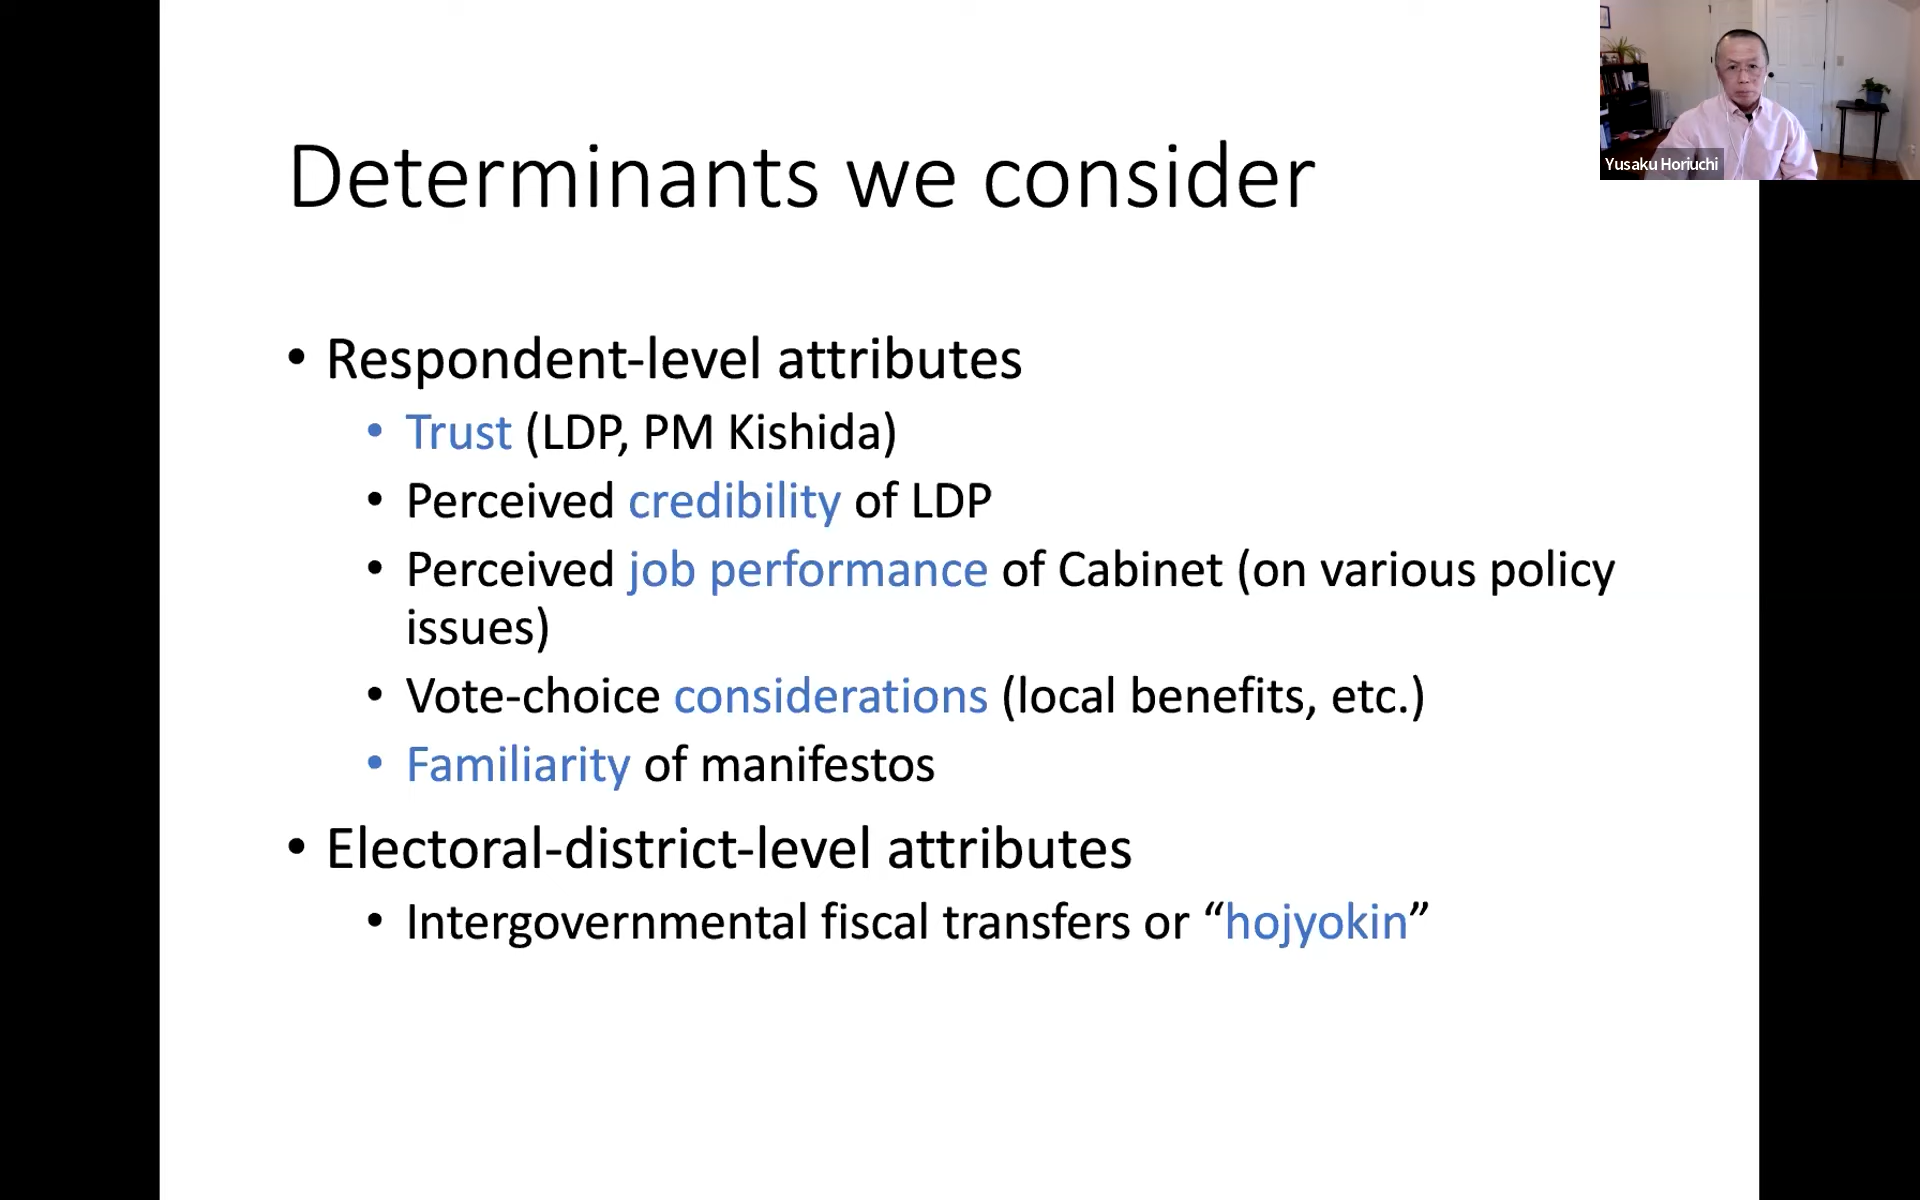 Determinants we consider
Yusaku Horiuchi
• Respondent-level attributes
• Trust (LDP, PM Kishida)
• Perceived credibility of LDP
• Perceived job performance of Cabinet (on various policy
issues)
• Vote-choice considerations (local benefits, etc.)
• Familiarity of manifestos
• Electoral-district-level attributes
• Intergovernmental fiscal transfers or “hojyokin”